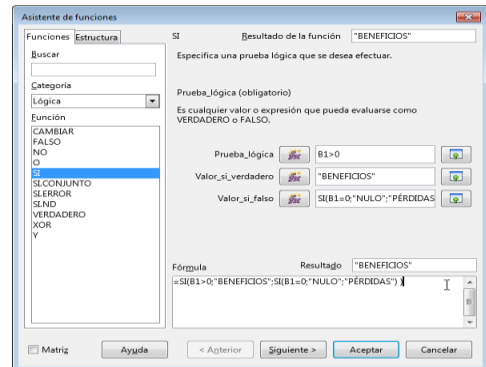 Asistente de funciones
Funciones Estructura
SI Resultado de la función "BENEFICIOS"
Buscar
Especifica una prueba lógica que se desea efectuar.
Categoría
Lógica
Prueba_lógica (obligatorio)
Es cualquier valor o expresión que pueda evaluarse como
VERDADERO o FALSO.
Función
CAMBIAR
FALSO
NO
O
SI
SI.CONJUNTO
SI.ERROR
SI.ND
VERDADERO
XOR
Y
Prueba_lógica fx B1>0
Valor_si_verdadero fx "BENEFICIOS"
Valor_si_falso fx SI(B1=0;"NULO";"PÉRDIDAS
Fórmula Resultado "BENEFICIOS"
=SI(B1>0;"BENEFICIOS";SI(B1=0;"NULO";"PÉRDIDAS") )
Matriz Ayuda < Anterior Siguiente > Aceptar Cancelar